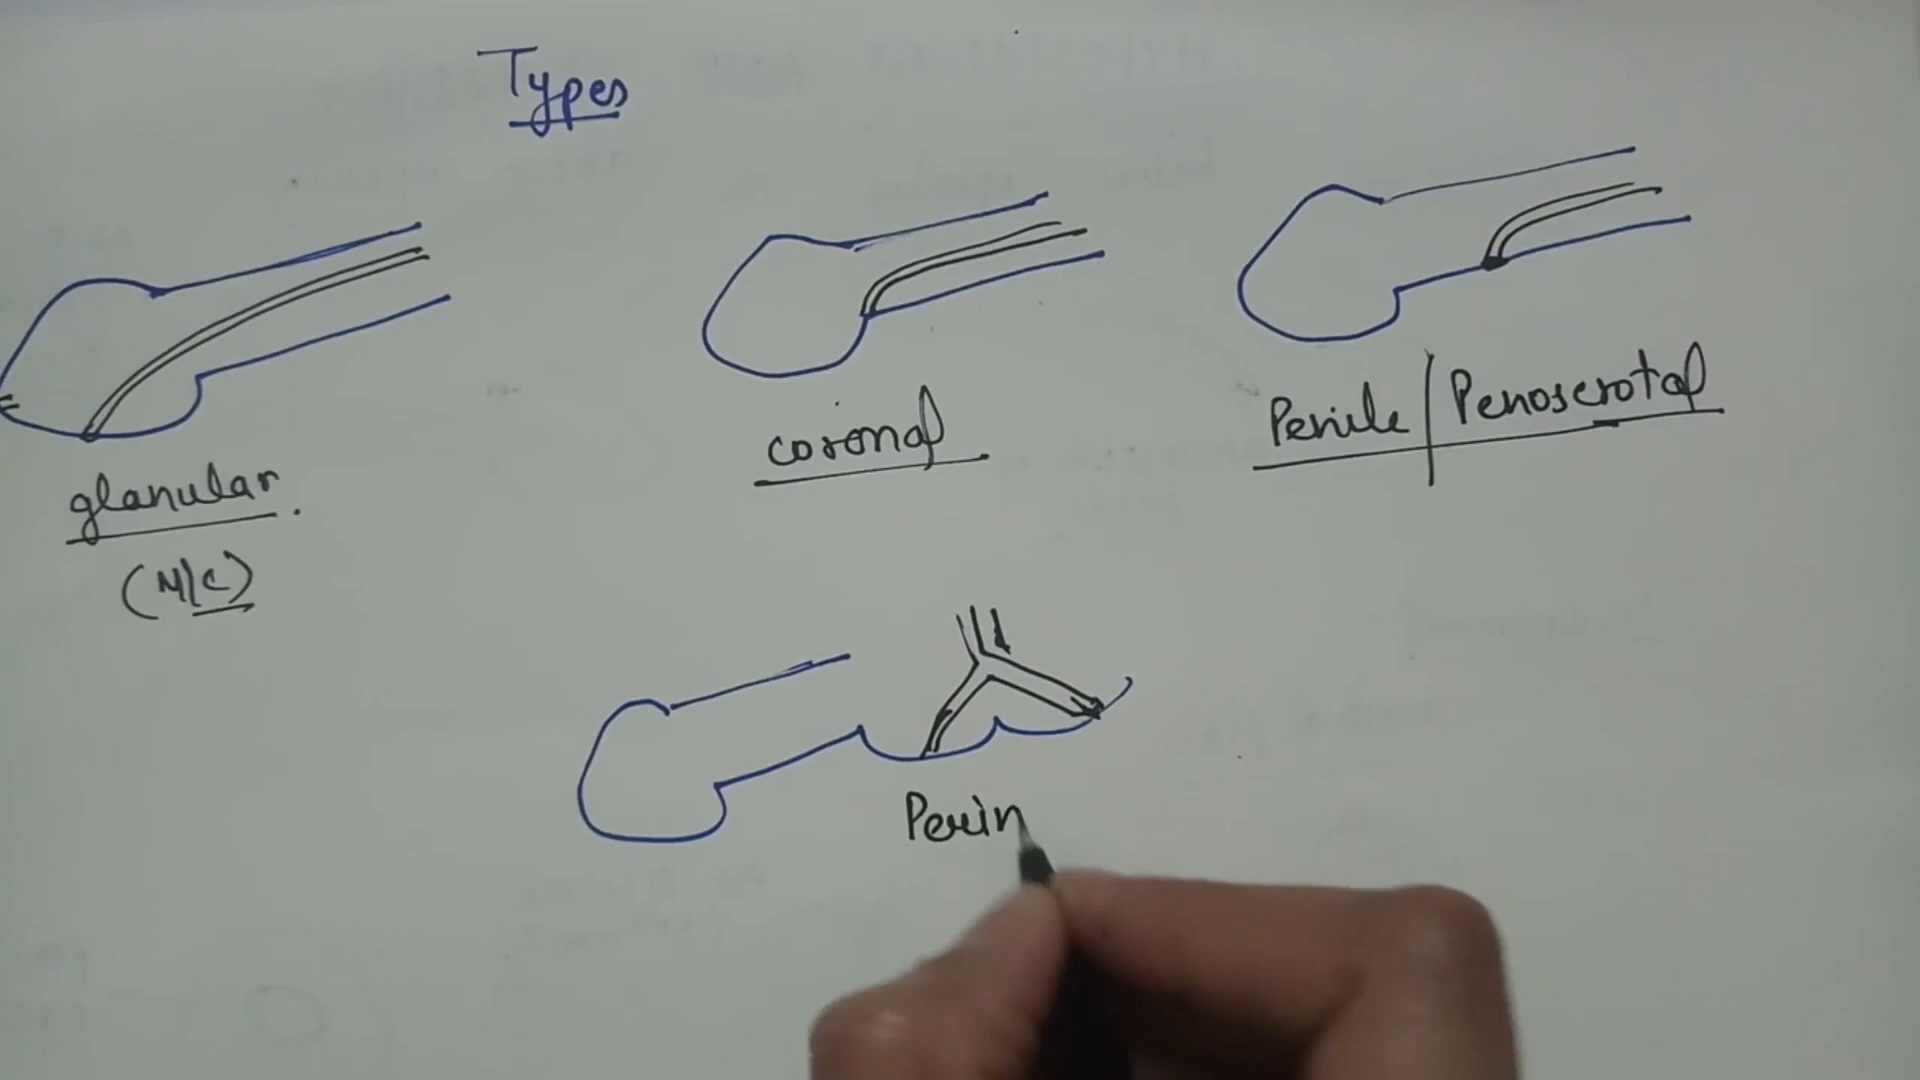 Types
glanular.
(M/C)
coronal
Penile | Penoscrotal
Perin